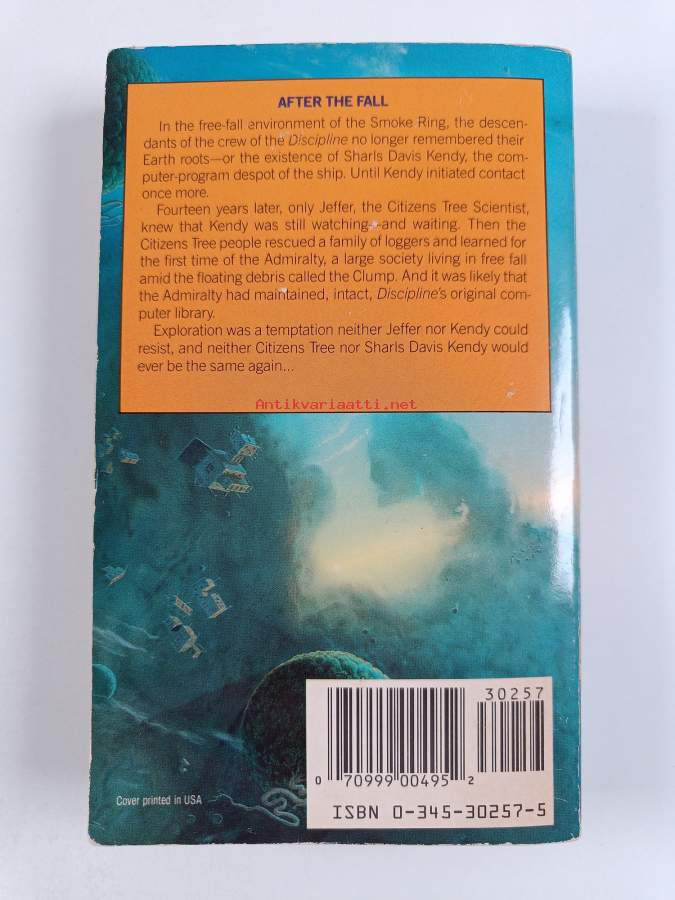 AFTER THE FALL
In the free-fall environment of the Smoke Ring, the descen-
dants of the crew of the Discipline no longer remembered their
Earth roots—or the existence of Sharls Davis Kendy, the com-
puter-program despot of the ship. Until Kendy initiated contact
once more.
Fourteen years later, only Jeffer, the Citizens Tree Scientist,
knew that Kendy was still watching—and waiting. Then the
Citizens Tree people rescued a family of loggers and learned for
the first time of the Admiralty, a large society living in free fall
amid the floating debris called the Clump. And it was likely that
the Admiralty had maintained, intact, Discipline's original com-
puter library.
Exploration was a temptation neither Jeffer nor Kendy could
resist, and neither Citizens Tree nor Sharls Davis Kendy would
ever be the same again...
Antikvariaatti.net
30257
0 70999 00495 2
Cover printed in USA
ISBN 0-345-30257-5